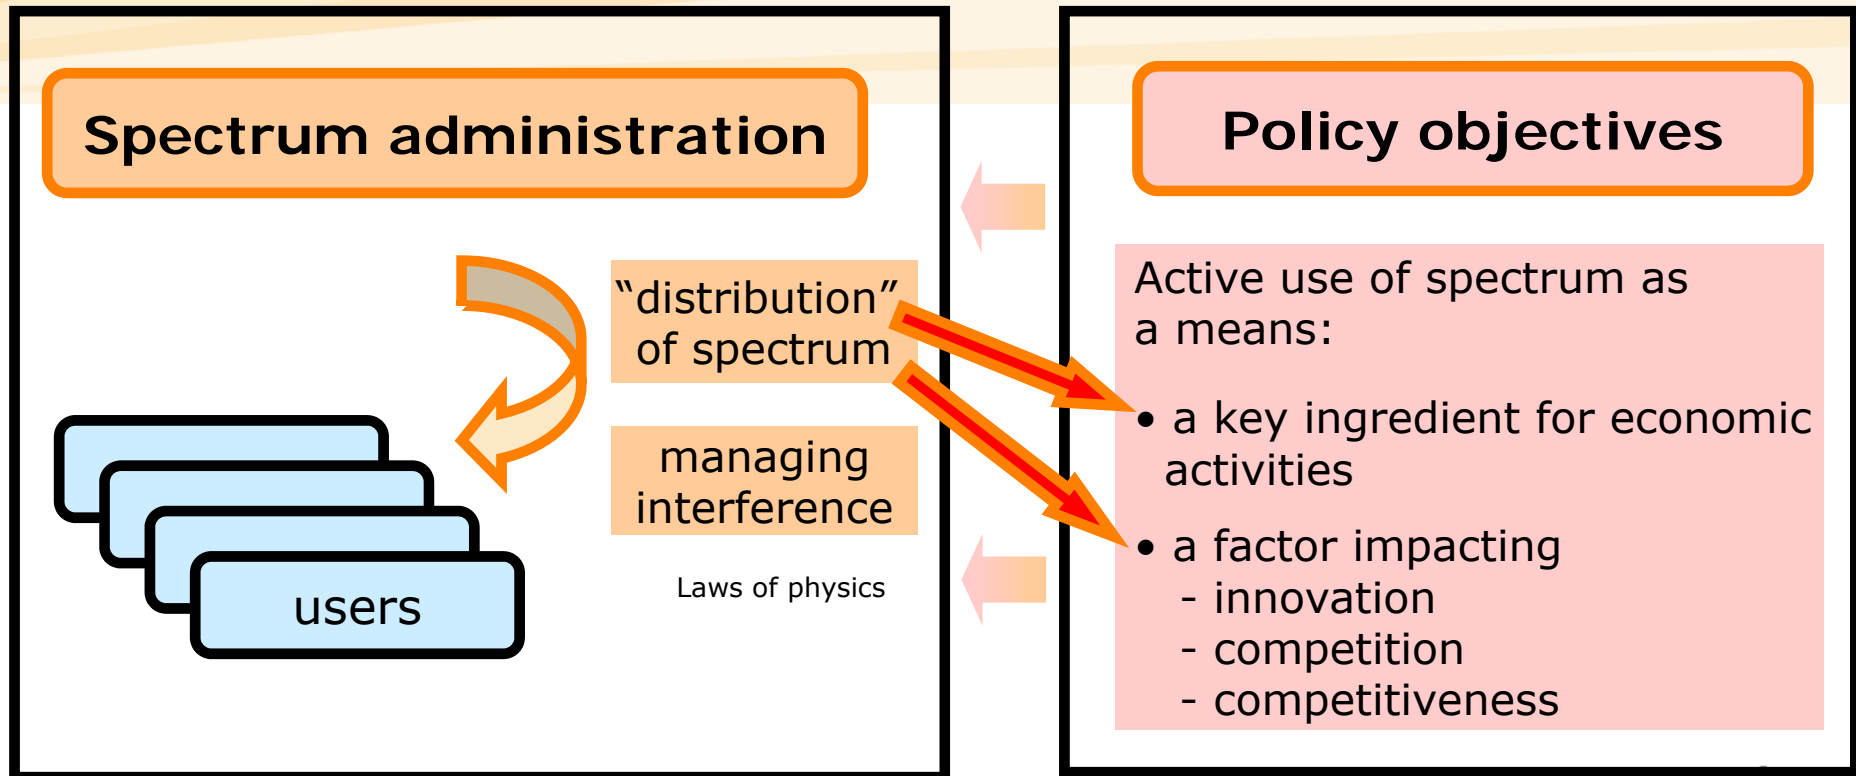 Spectrum administration
“distribution”
of spectrum
managing
interference
Laws of physics
users
Policy objectives
Active use of spectrum as
a means:
• a key ingredient for economic
activities
• a factor impacting
- innovation
- competition
- competitiveness